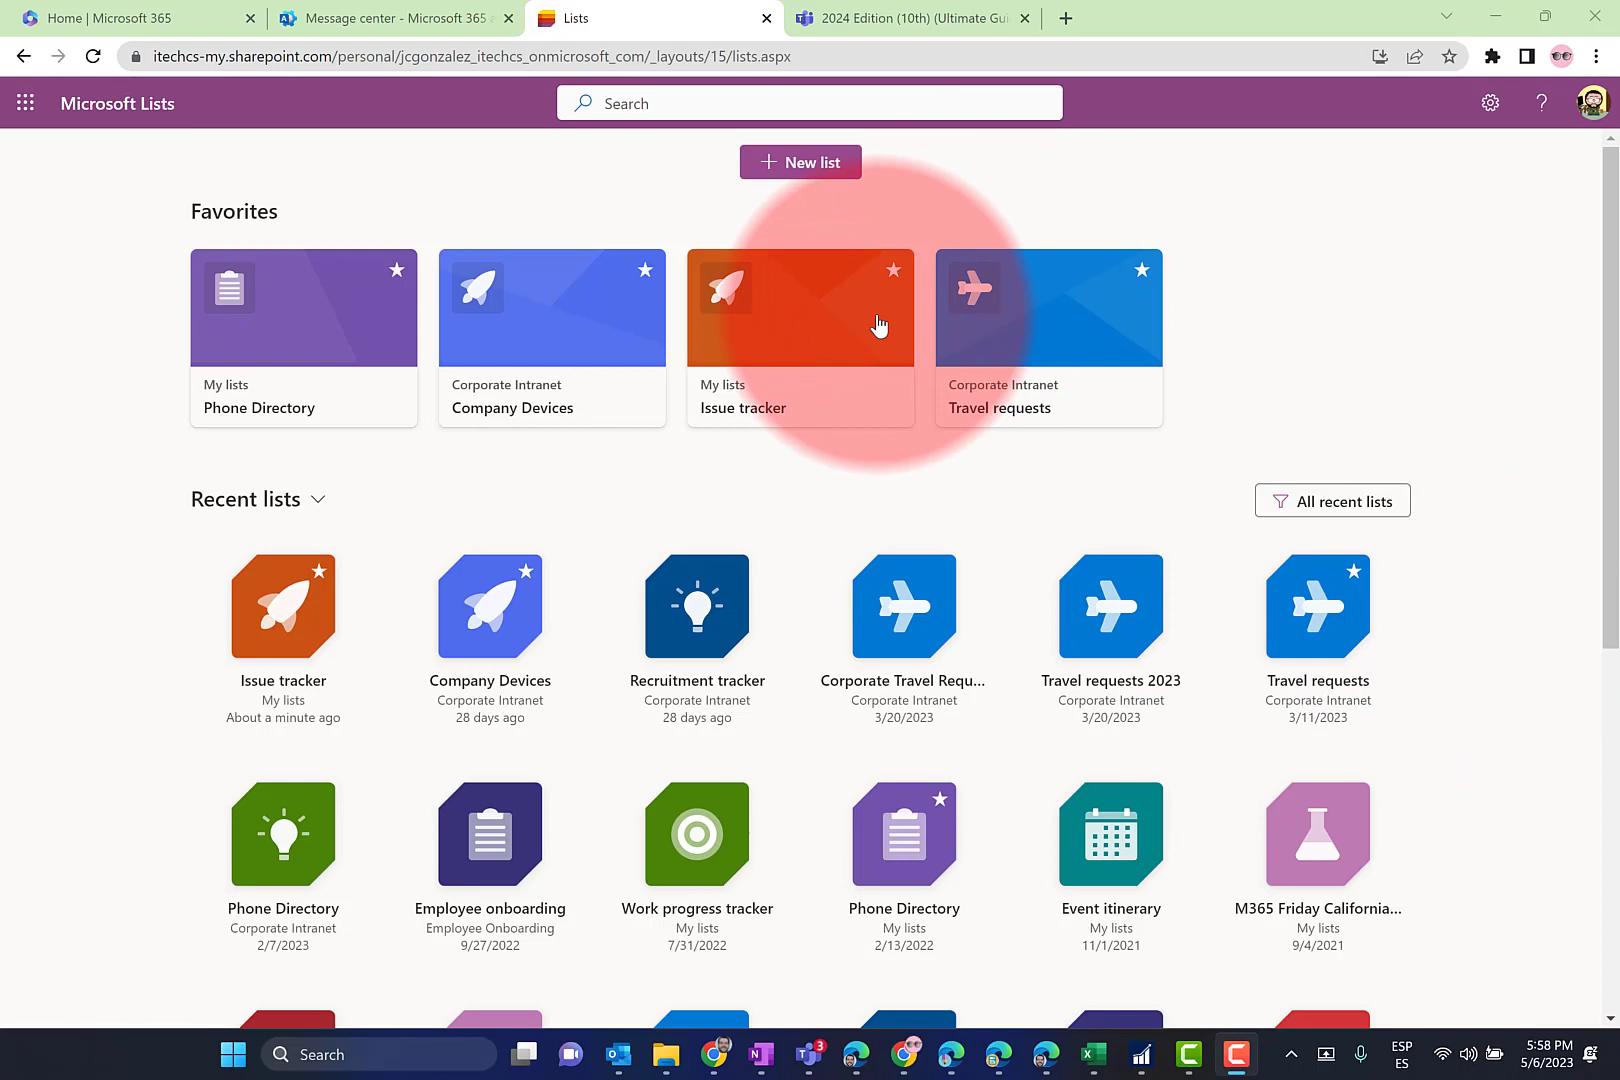 Home | Microsoft 365
Message center - Microsoft 365 a
Lists
2024 Edition (10th) (Ultimate Gui
itechcs-my.sharepoint.com/personal/jcgonzalez_itechcs_onmicrosoft_com/_layouts/15/lists.aspx
Microsoft Lists
Search
New list
Favorites
My lists
Phone Directory
Corporate Intranet
Company Devices
My lists
Issue tracker
Corporate Intranet
Travel requests
Recent lists
All recent lists
Issue tracker
My lists
About a minute ago
Company Devices
Corporate Intranet
28 days ago
Recruitment tracker
Corporate Intranet
28 days ago
Corporate Travel Requ...
Corporate Intranet
3/20/2023
Travel requests 2023
Corporate Intranet
3/20/2023
Travel requests
Corporate Intranet
3/11/2023
Phone Directory
Corporate Intranet
2/7/2023
Employee onboarding
Employee Onboarding
9/27/2022
Work progress tracker
My lists
7/31/2022
Phone Directory
My lists
2/13/2022
Event itinerary
My lists
11/1/2021
M365 Friday California...
My lists
9/4/2021
Search
3
ESP
ES
5:58 PM
5/6/2023